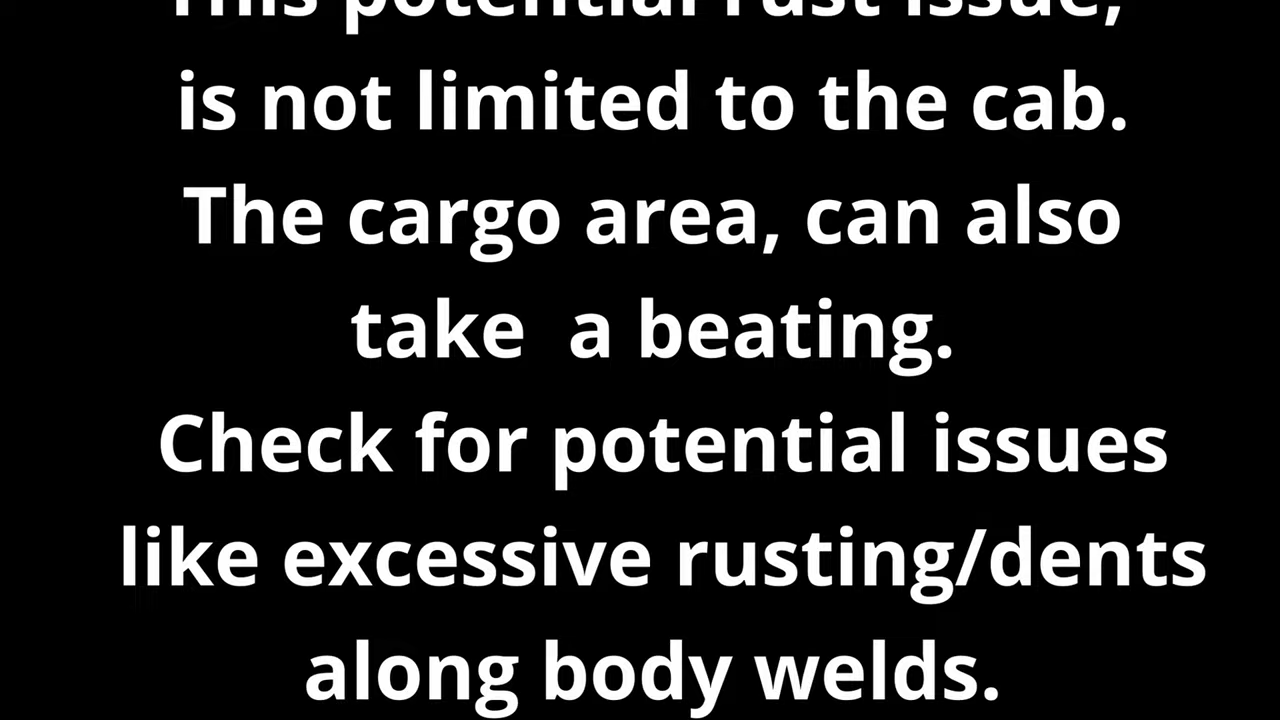 This potential rust issue,
is not limited to the cab.
The cargo area, can also
take  a beating.
Check for potential issues
like excessive rusting/dents
along body welds.